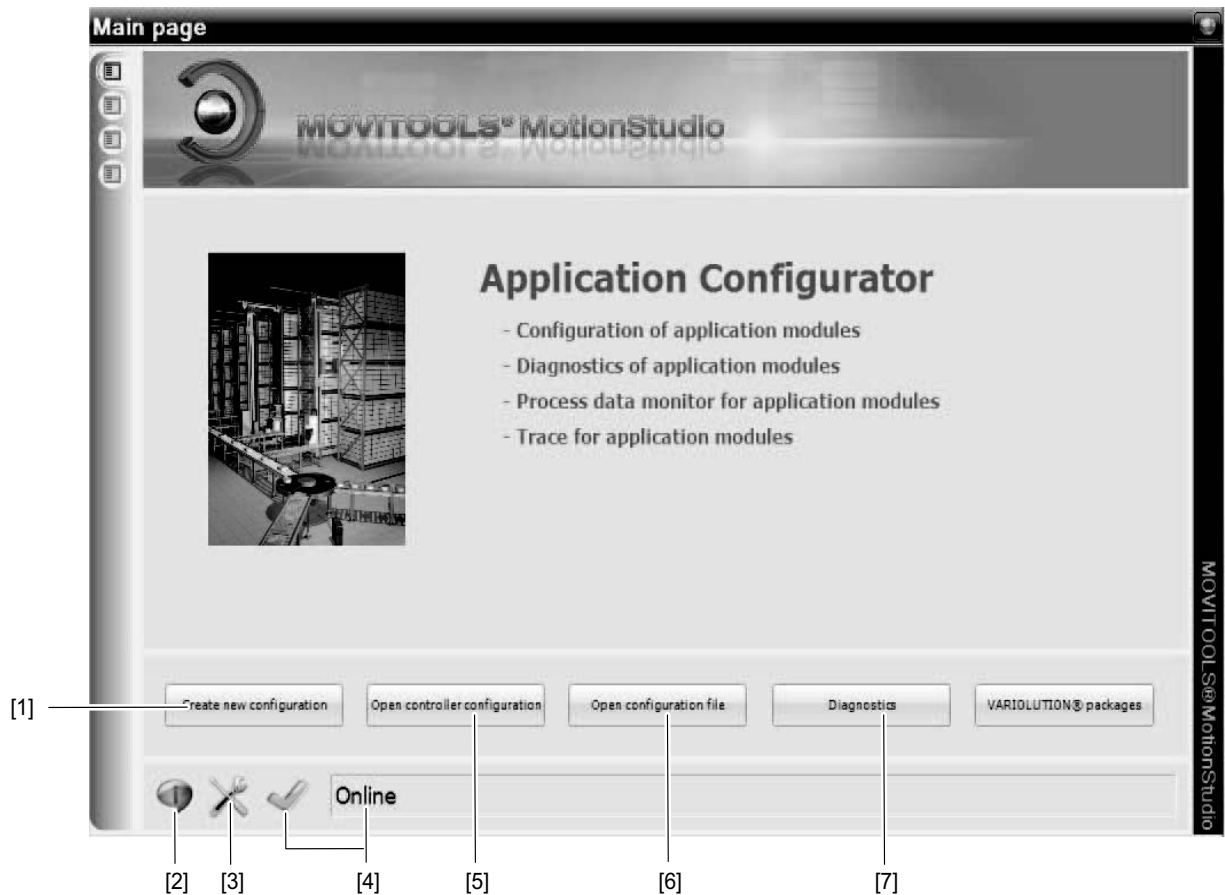 Main page
MOVITOOLS® MotionStudio
Application Configurator
- Configuration of application modules
- Diagnostics of application modules
- Process data monitor for application modules
- Trace for application modules
MOVITOOLS®MotionStudio
[1]
Create new configuration
Open controller configuration
Open configuration file
Diagnostics
VARIOLUTION® packages
Online
[2]
[3]
[4]
[5]
[6]
[7]